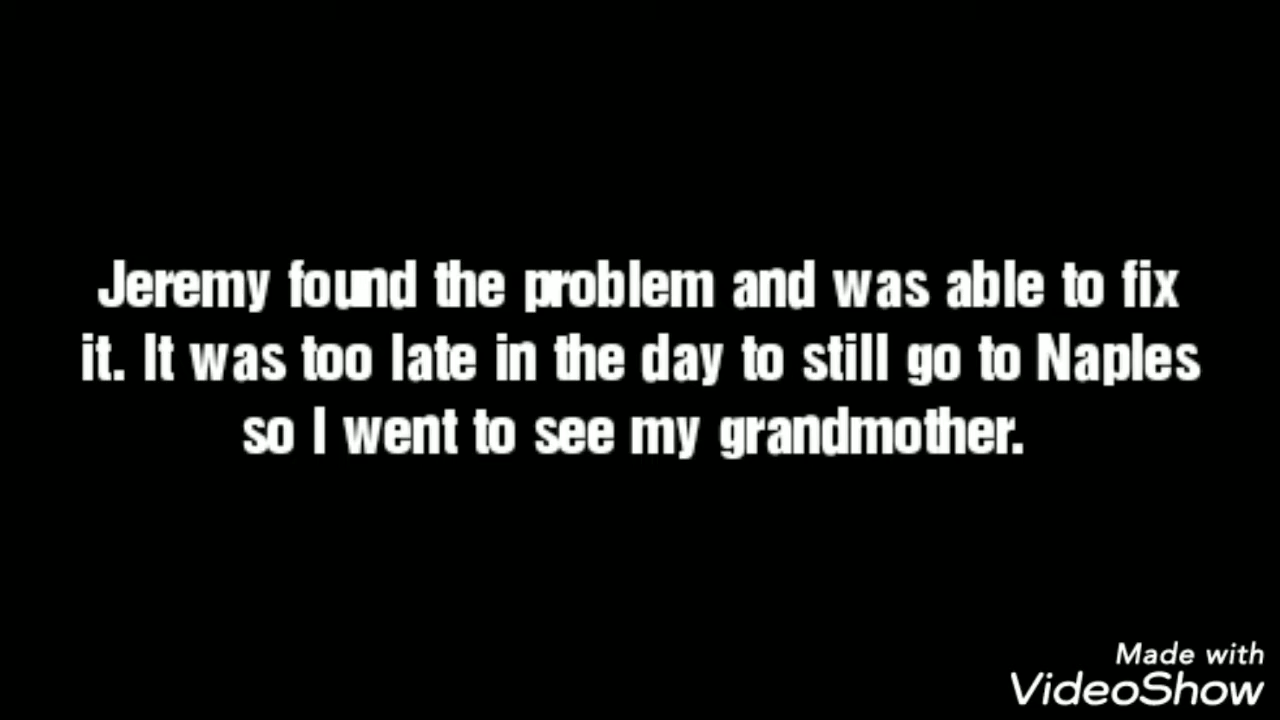 Jeremy found the problem and was able to fix
it. It was too late in the day to still go to Naples
so I went to see my grandmother.
Made with
VideoShow